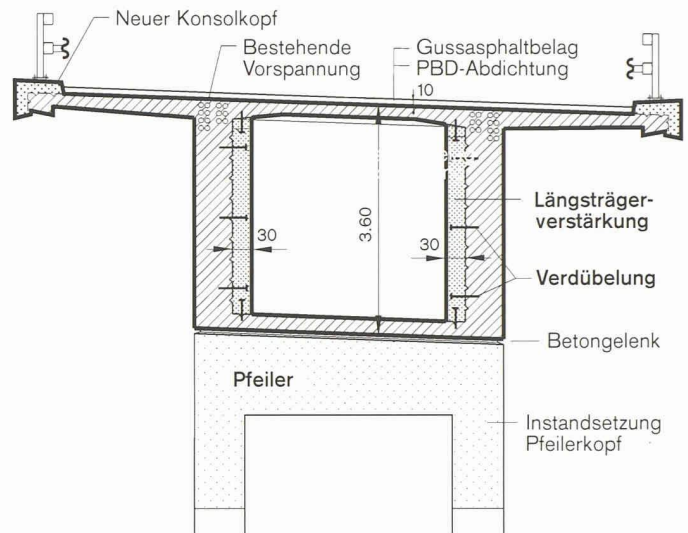 Neuer Konsolkopf
Bestehende
Vorspannung
Gussasphaltbelag
PBD-Abdichtung
10
Längsträger-
verstärkung
3.60
30
30
Verdübelung
Betongelenk
Pfeiler
Instandsetzung
Pfeilerkopf